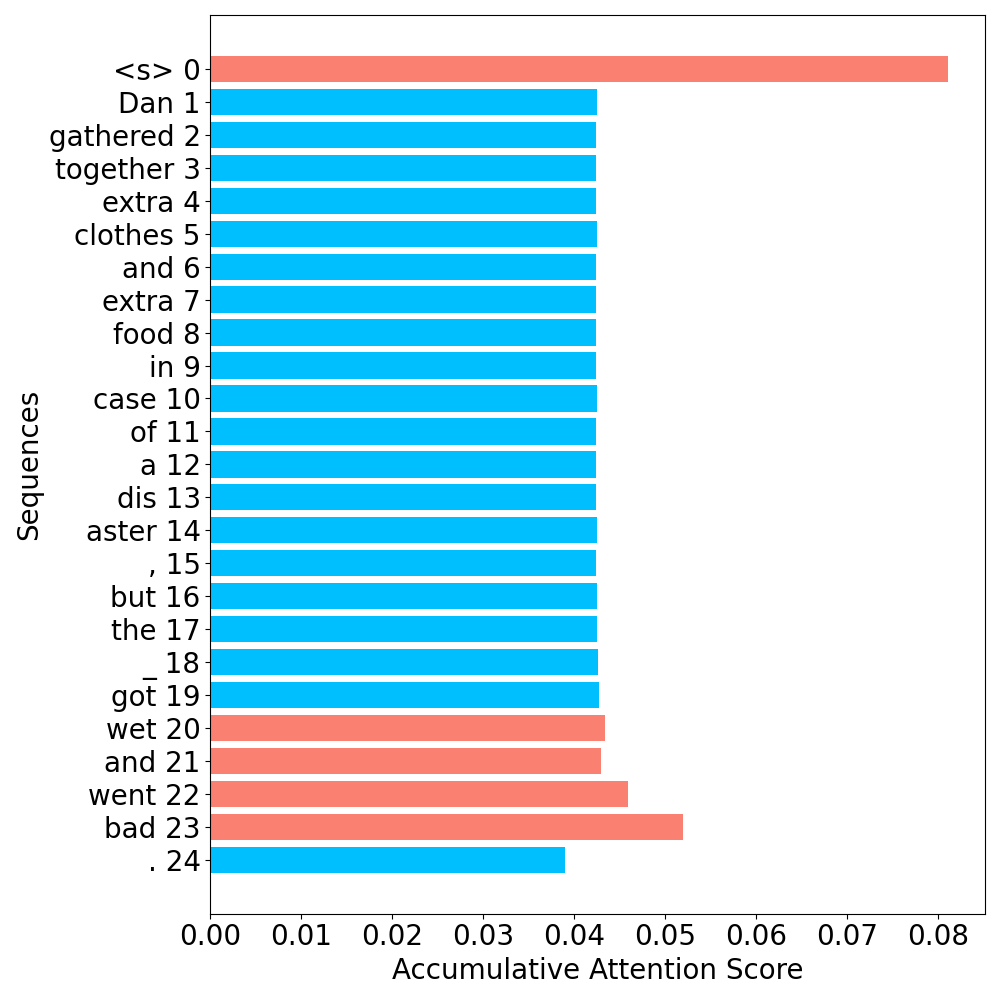 <s> 0
Dan 1
gathered 2
together 3
extra 4
clothes 5
and 6
extra 7
food 8
in 9
case 10
of 11
a 12
dis 13
aster 14
, 15
but 16
the 17
_ 18
got 19
wet 20
and 21
went 22
bad 23
. 24
Sequences
0.00 0.01 0.02 0.03 0.04 0.05 0.06 0.07 0.08
Accumulative Attention Score